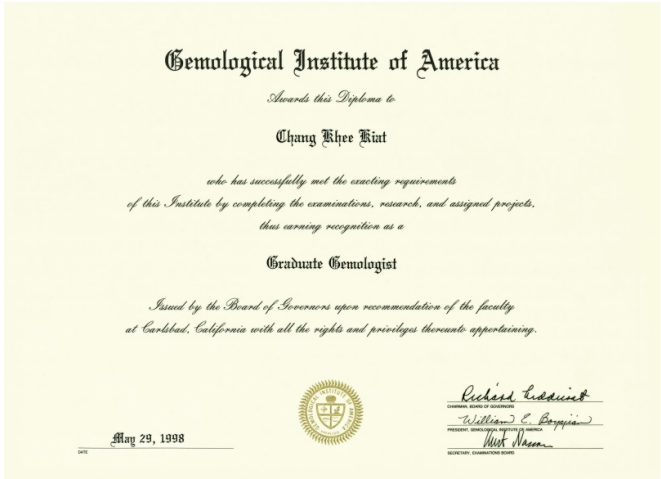 Gemological Institute of America
Awards this Diploma to
Chang Khee Kiat
who has successfully met the exacting requirements
of this Institute by completing the examinations, research, and assigned projects,
thus earning recognition as a
Graduate Gemologist
Issued by the Board of Governors upon recommendation of the faculty
at Carlsbad, California with all the rights and privileges thereunto appertaining.
GEMOLOGICAL INSTITUTE OF AMERICA
Richard
CHAIRMAN, BOARD OF GOVERNORS
William E. Boyajian
PRESIDENT, GEMOLOGICAL INSTITUTE OF AMERICA
May 29, 1998
DATE
SECRETARY, EXAMINATIONS BOARD